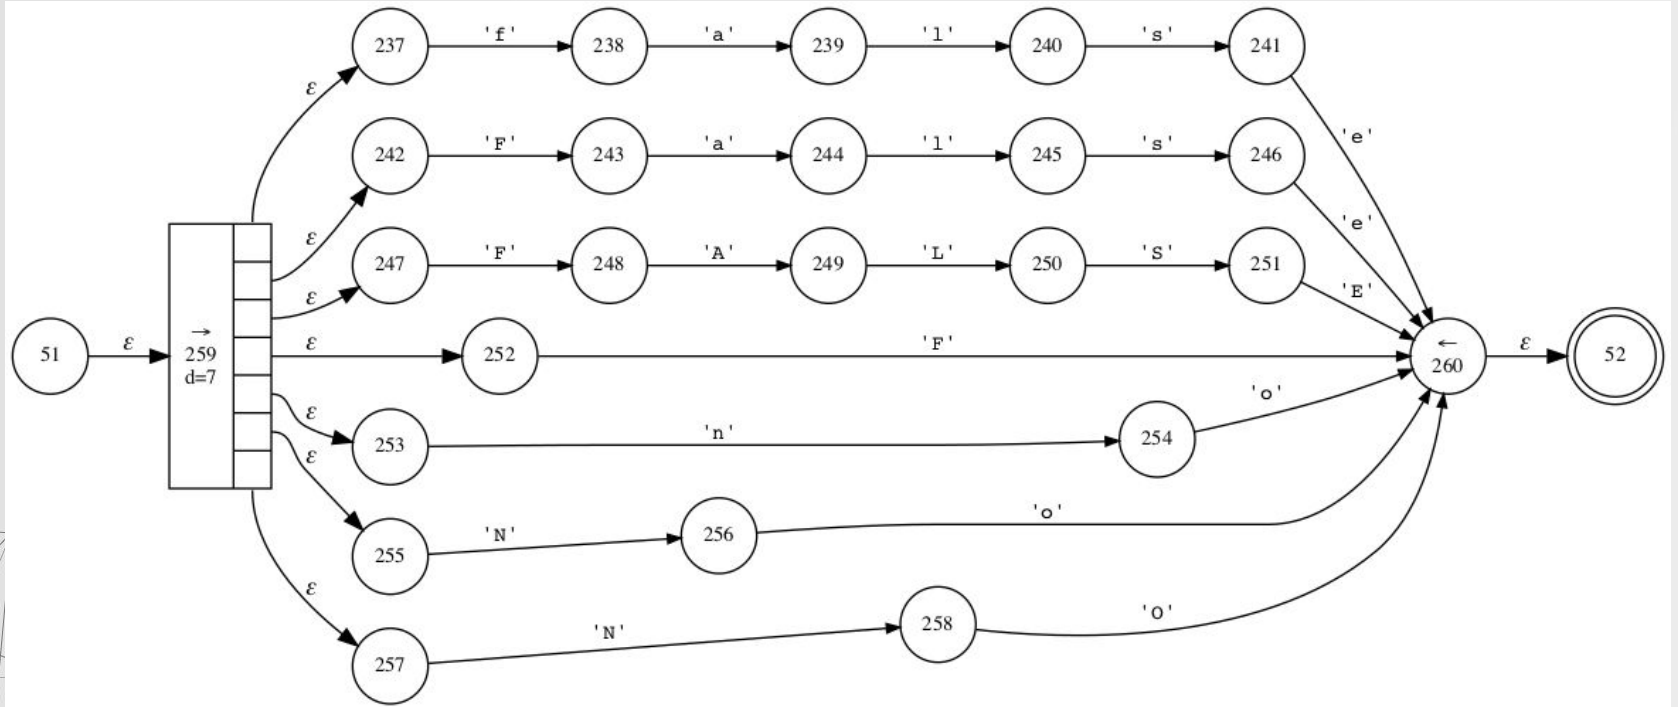 237 'f' 238 'a' 239 'l' 240 's' 241
ε
'e'
242 'F' 243 'a' 244 'l' 245 's' 246
ε
'e'
247 'F' 248 'A' 249 'L' 250 'S' 251
ε
'E'
51 ε
→
259
d=7
ε 252 'F'
←
260
ε 52
ε
253 'n' 254 'o'
ε
255 'N' 256 'o'
ε
257 'N' 258 'O'